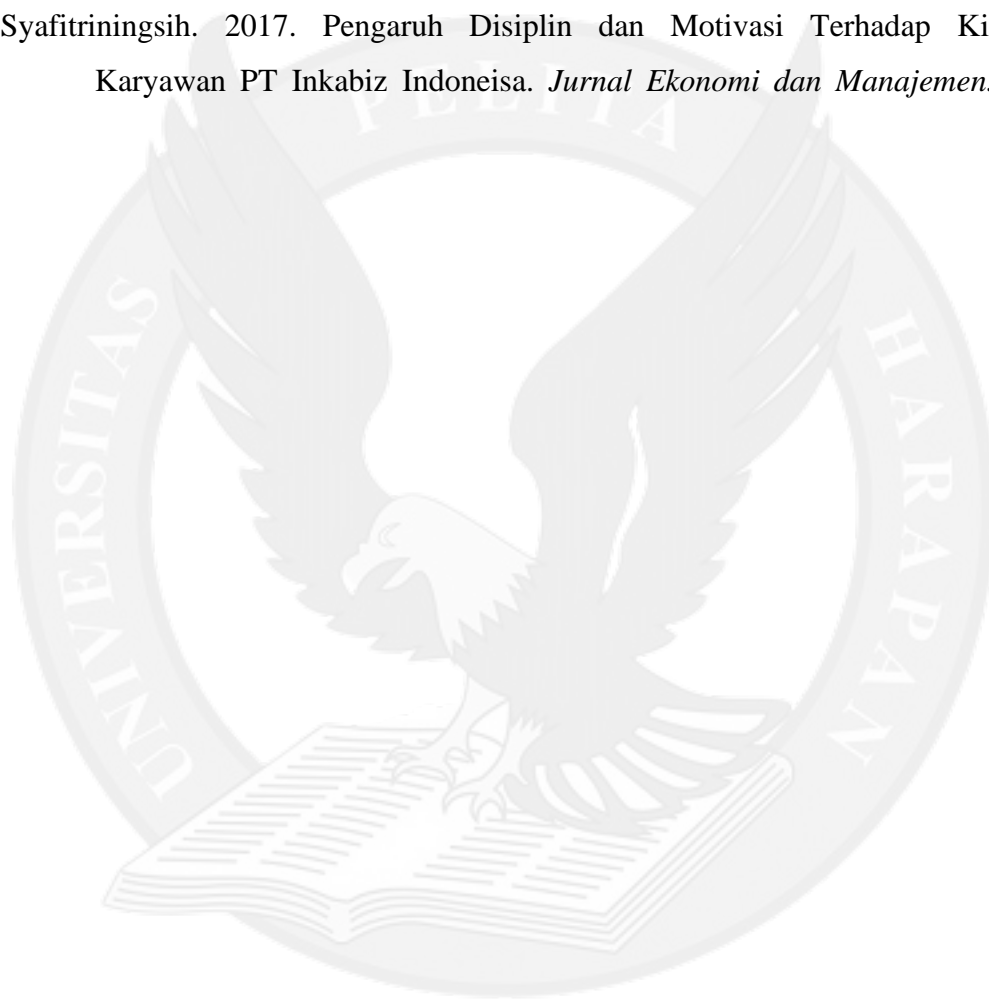 Syafitriningsih. 2017. Pengaruh Disiplin dan Motivasi Terhadap Ki
Karyawan PT Inkabiz Indoneisa. Jurnal Ekonomi dan Manajemen.
UNIVERSITAS PELITA HARAPAN